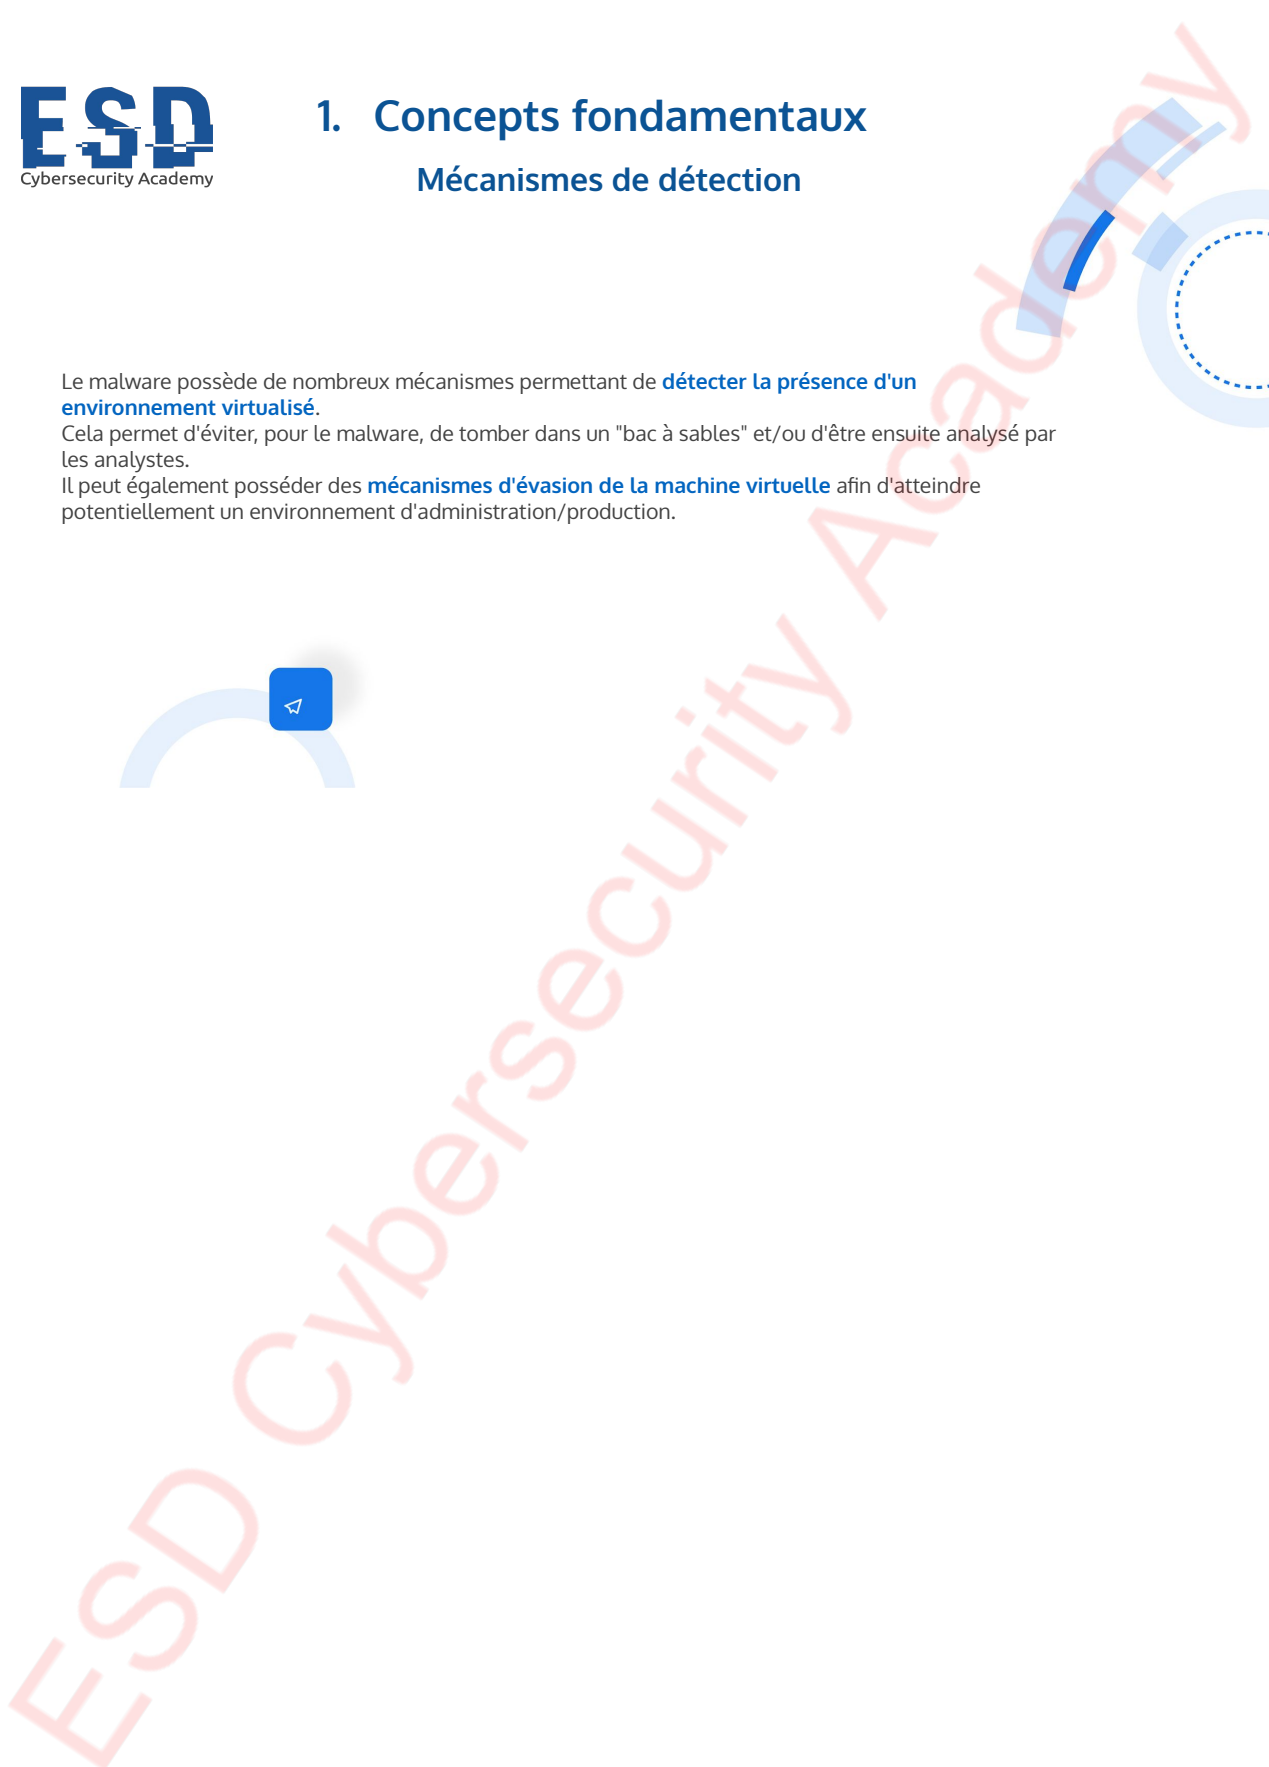 ESD
Cybersecurity Academy
1. Concepts fondamentaux
Mécanismes de détection
Le malware possède de nombreux mécanismes permettant de détecter la présence d'un
environnement virtualisé.
Cela permet d'éviter, pour le malware, de tomber dans un "bac à sables" et/ou d'être ensuite analysé par
les analystes.
Il peut également posséder des mécanismes d'évasion de la machine virtuelle afin d'atteindre
potentiellement un environnement d'administration/production.
ESD Cybersecurity Academy